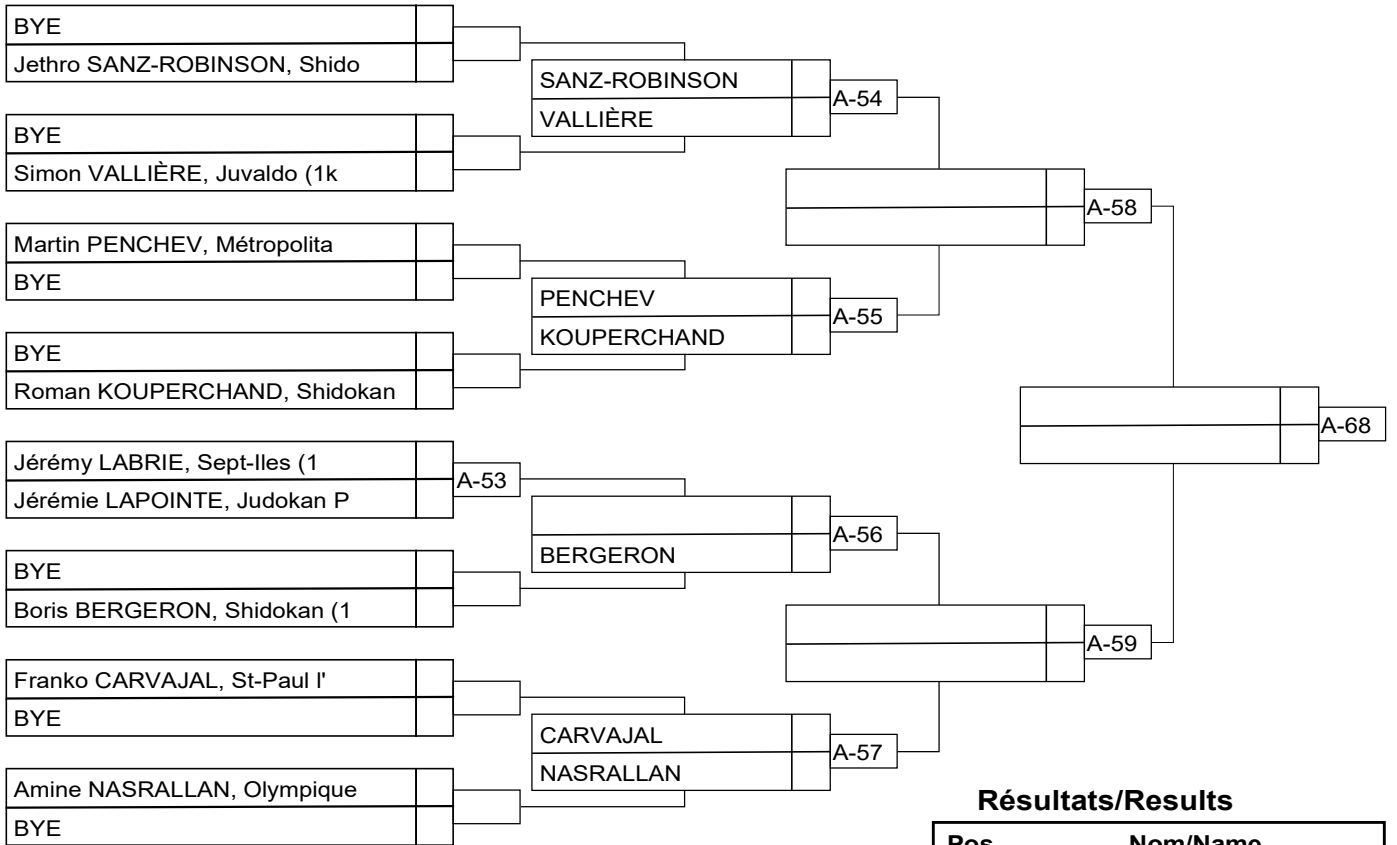 BYE
Jethro SANZ-ROBINSON, Shido
BYE
Simon VALLIÈRE, Juvaldo (1k
Martin PENCHEV, Métropolita
BYE
BYE
Roman KOUPERCHAND, Shidokan
Jérémy LABRIE, Sept-Iles (1
Jérémie LAPOINTE, Judokan P
BYE
Boris BERGERON, Shidokan (1
Franko CARVAJAL, St-Paul l'
BYE
Amine NASRALLAN, Olympique
BYE
A-53
SANZ-ROBINSON
VALLIÈRE
PENCHEV
KOUPERCHAND
BERGERON
CARVAJAL
NASRALLAN
A-54
A-55
A-56
A-57
A-58
A-59
A-68
Résultats/Results
Pos. Nom/Name